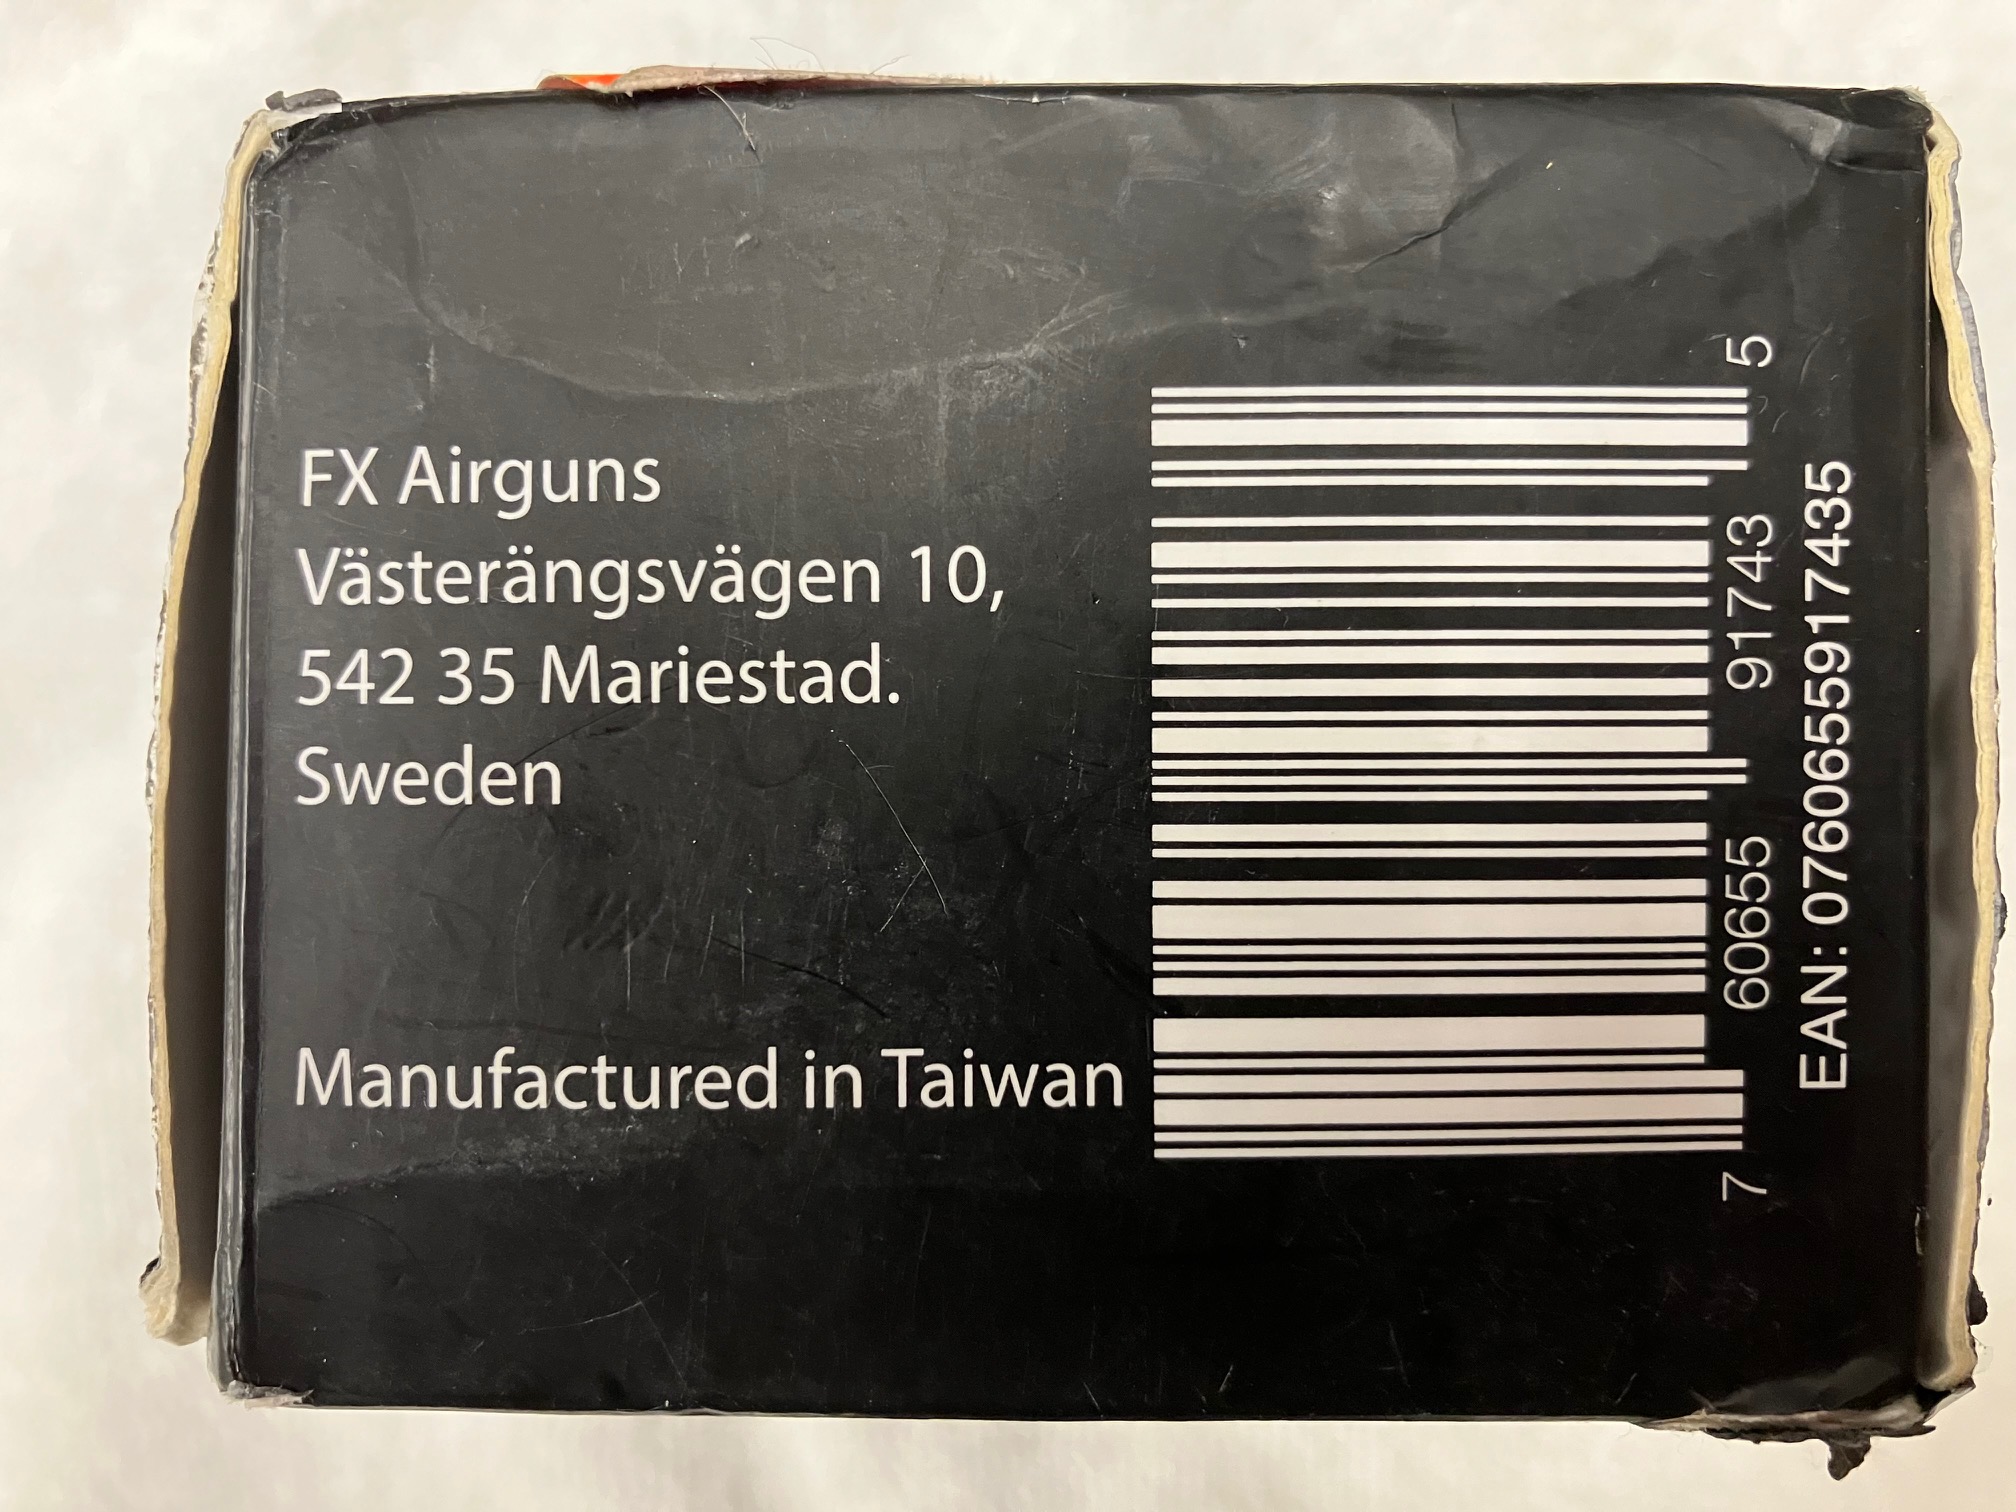 FX Airguns
Västerängsvägen 10,
542 35 Mariestad.
Sweden
Manufactured in Taiwan
7 60655 91743 5
EAN: 0760655917435